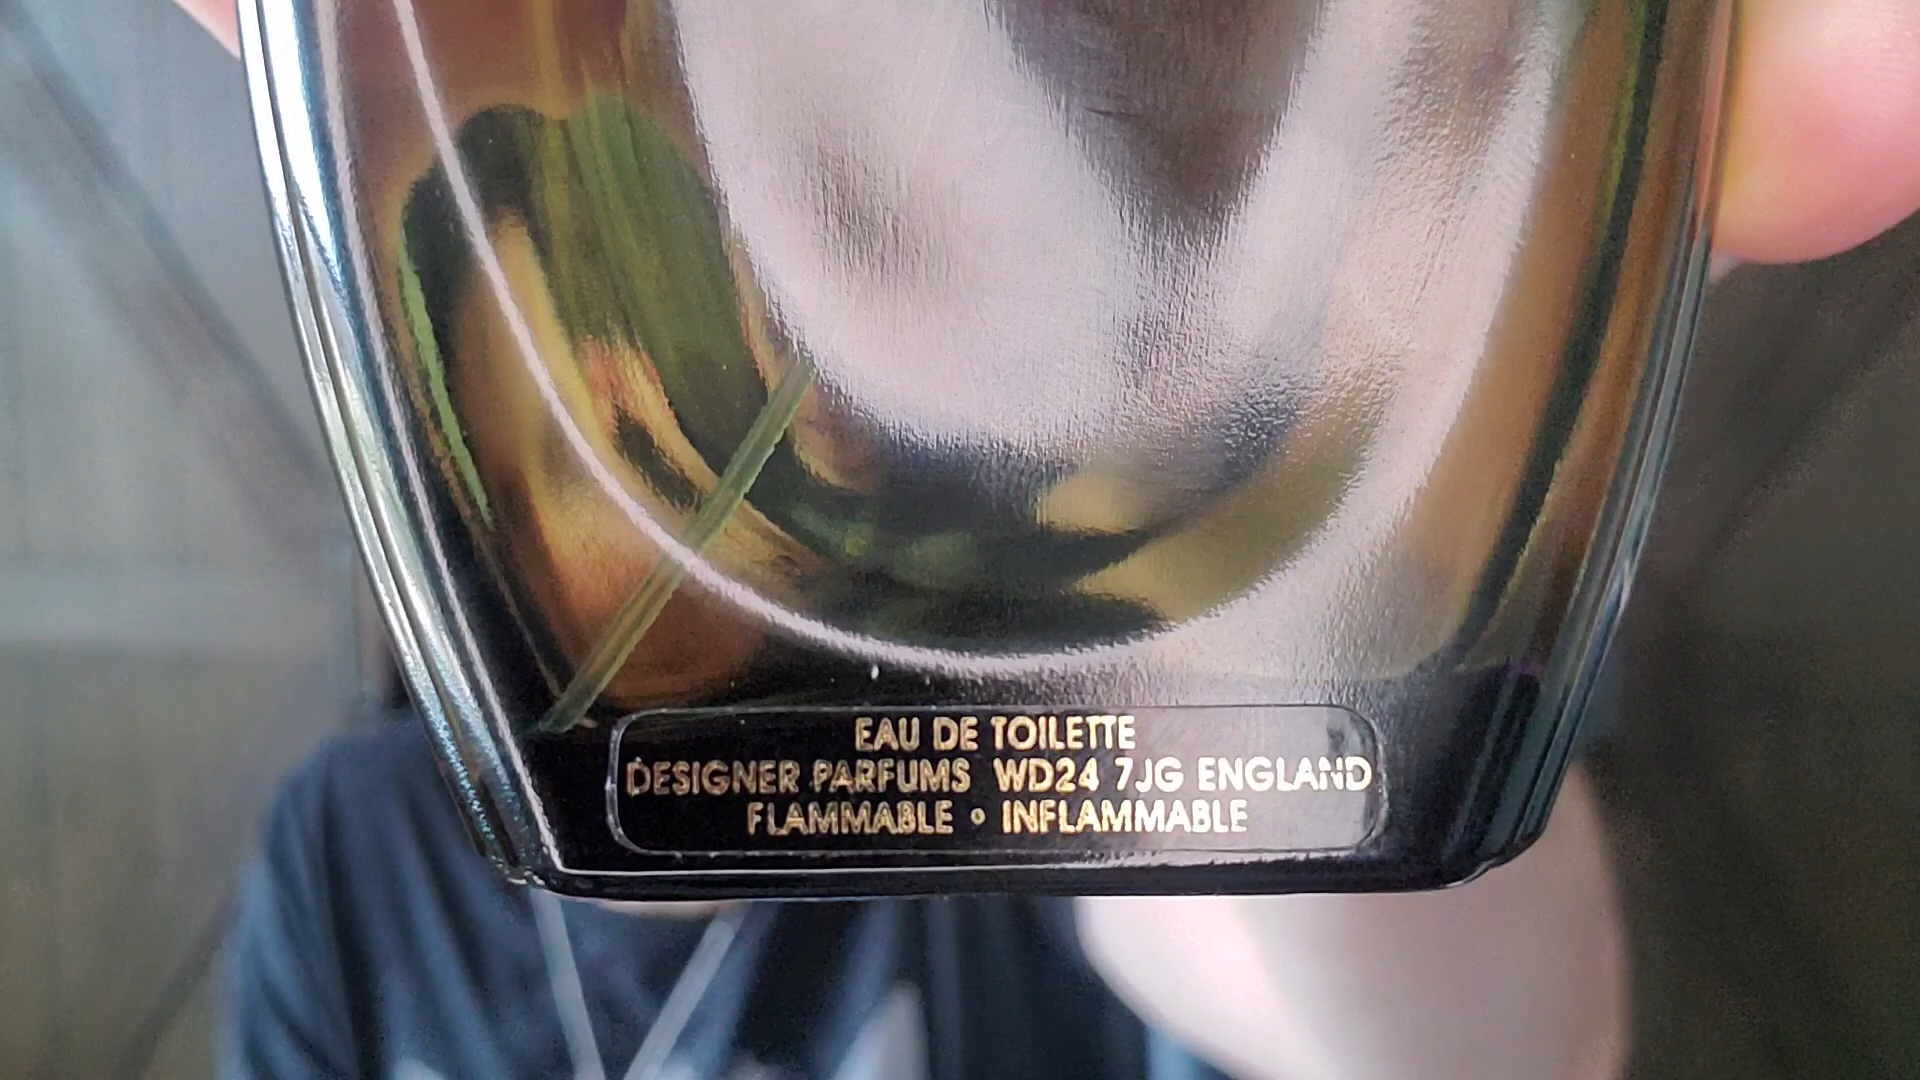 EAU DE TOILETTE
DESIGNER PARFUMS WD24 7JG ENGLAND
FLAMMABLE • INFLAMMABLE